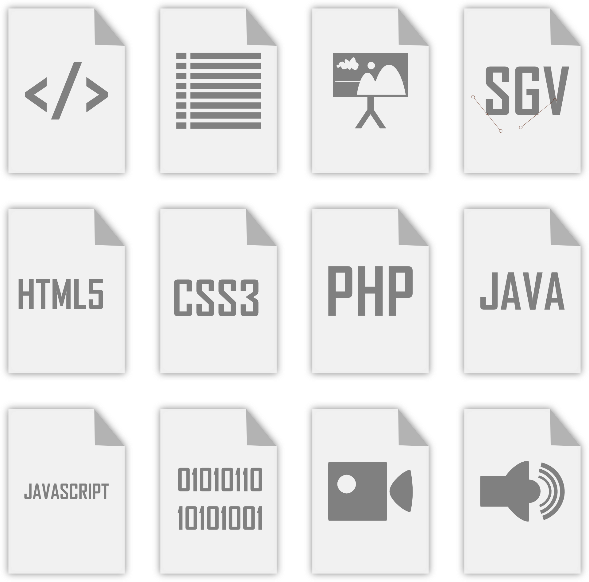 </>
SGV
HTML5
CSS3
PHP
JAVA
JAVASCRIPT
01010110
10101001